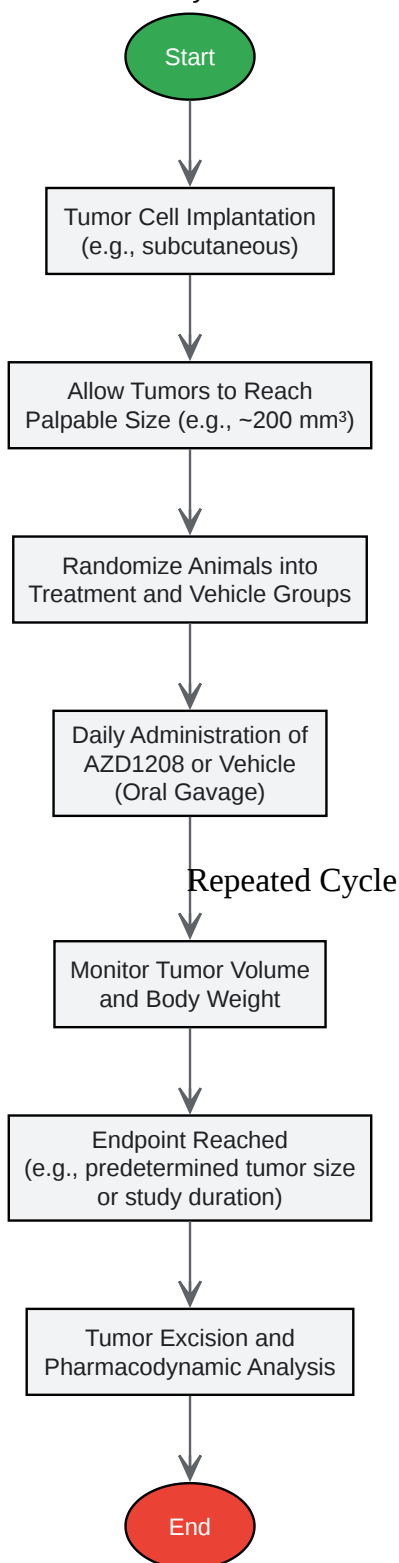 Start
Tumor Cell Implantation
(e.g., subcutaneous)
Allow Tumors to Reach
Palpable Size (e.g., ~200 mm³)
Randomize Animals into
Treatment and Vehicle Groups
Daily Administration of
AZD1208 or Vehicle
(Oral Gavage)
Repeated Cycle
Monitor Tumor Volume
and Body Weight
Endpoint Reached
(e.g., predetermined tumor size
or study duration)
Tumor Excision and
Pharmacodynamic Analysis
End